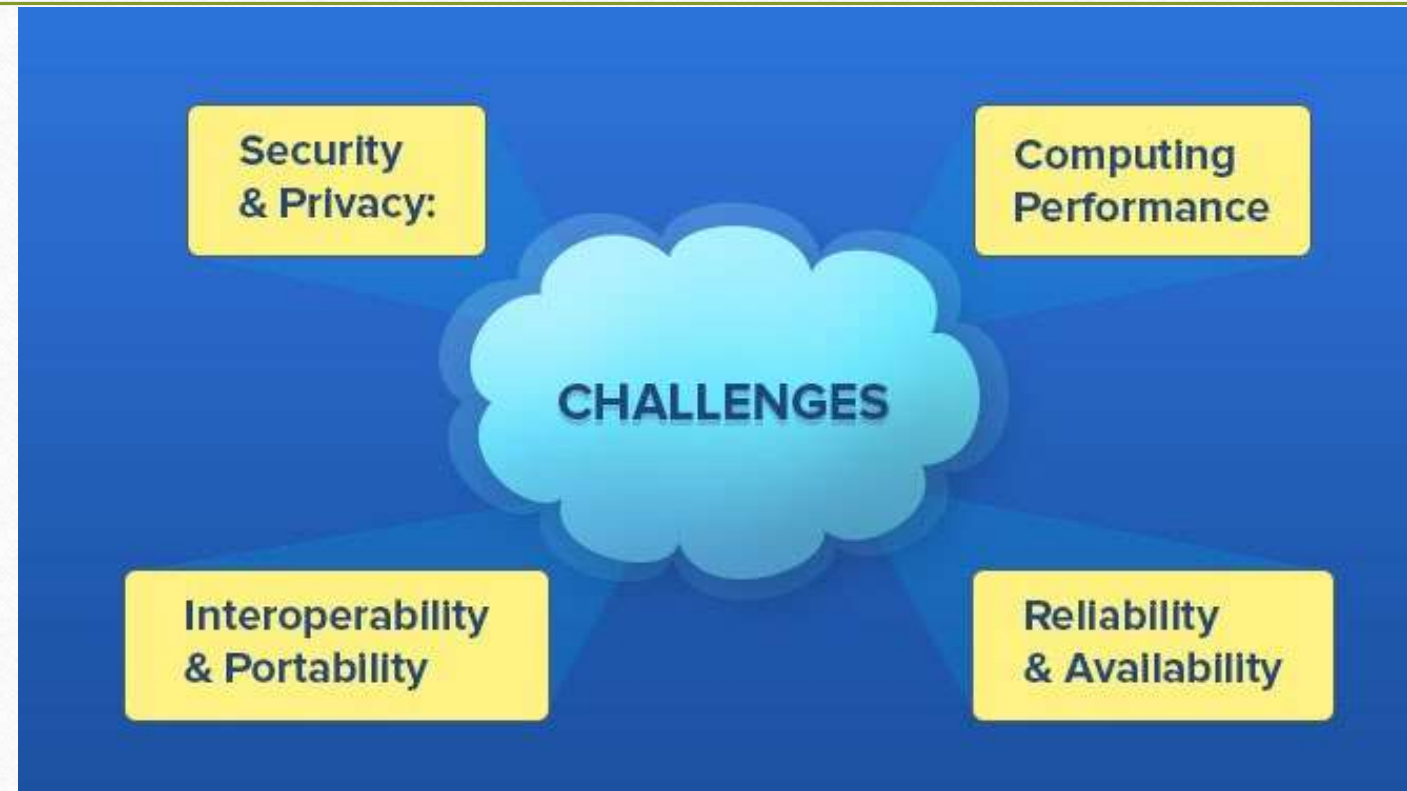 Security
& Privacy:
Computing
Performance
CHALLENGES
Interoperability
& Portability
Reliability
& Availability